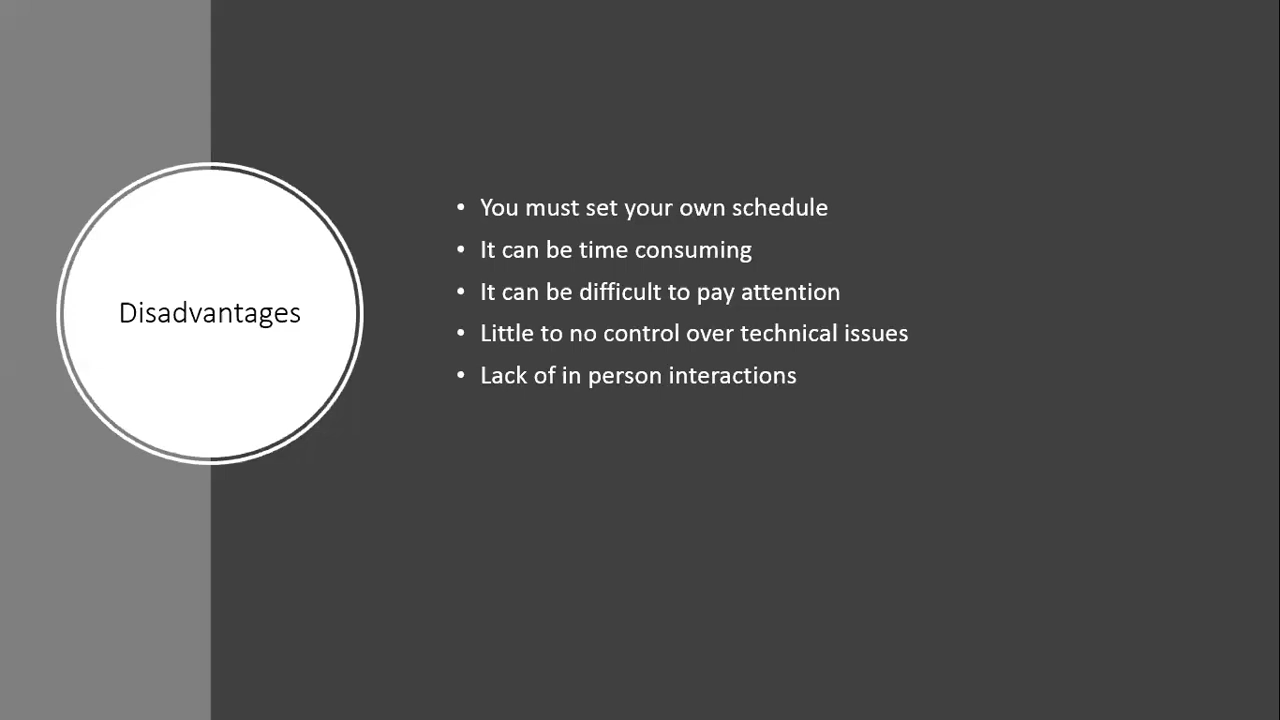 Disadvantages
• You must set your own schedule
• It can be time consuming
• It can be difficult to pay attention
• Little to no control over technical issues
• Lack of in person interactions